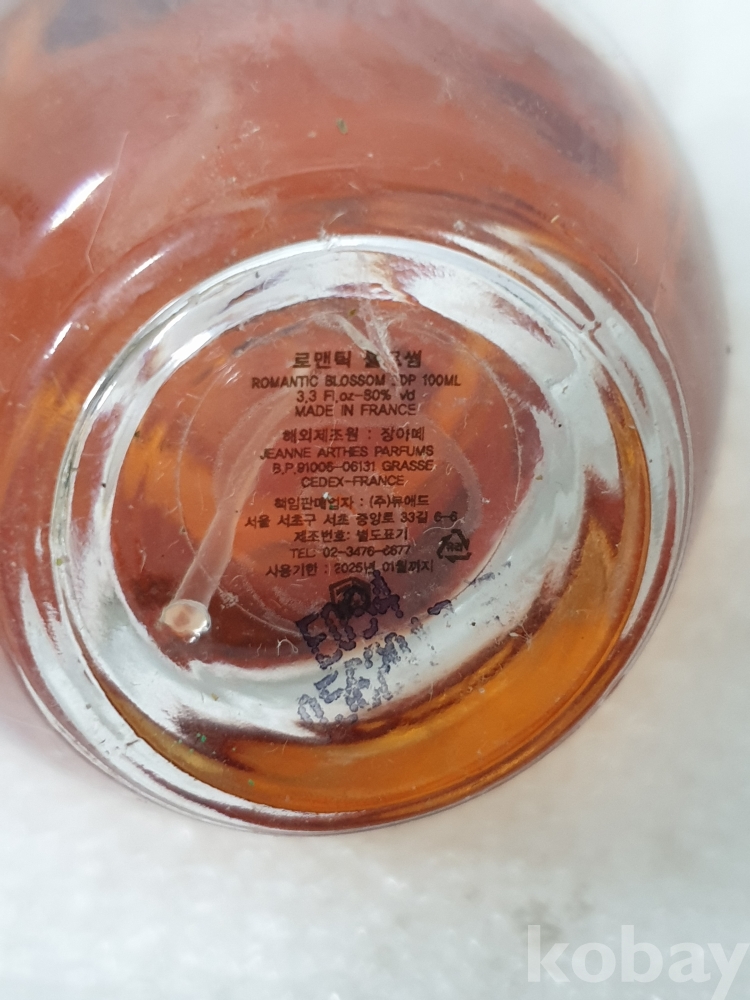 로맨틱 블로썸
ROMANTIC BLOSSOM EDP 100ML
3,3 Fl,oz-80% Vol
MADE IN FRANCE
해외제조원 : 장아떼
JEANNE ARTHES PARFUMS
B.P.91005-06131 GRASSE
CEDEX-FRANCE
책임판매업자 : (주)뮤애드
서울 서초구 서초 중앙로 33길 6-6
제조번호: 별도표기
TEL: 02-3476-6677
사용기한 : 2025년 01월까지
kobay